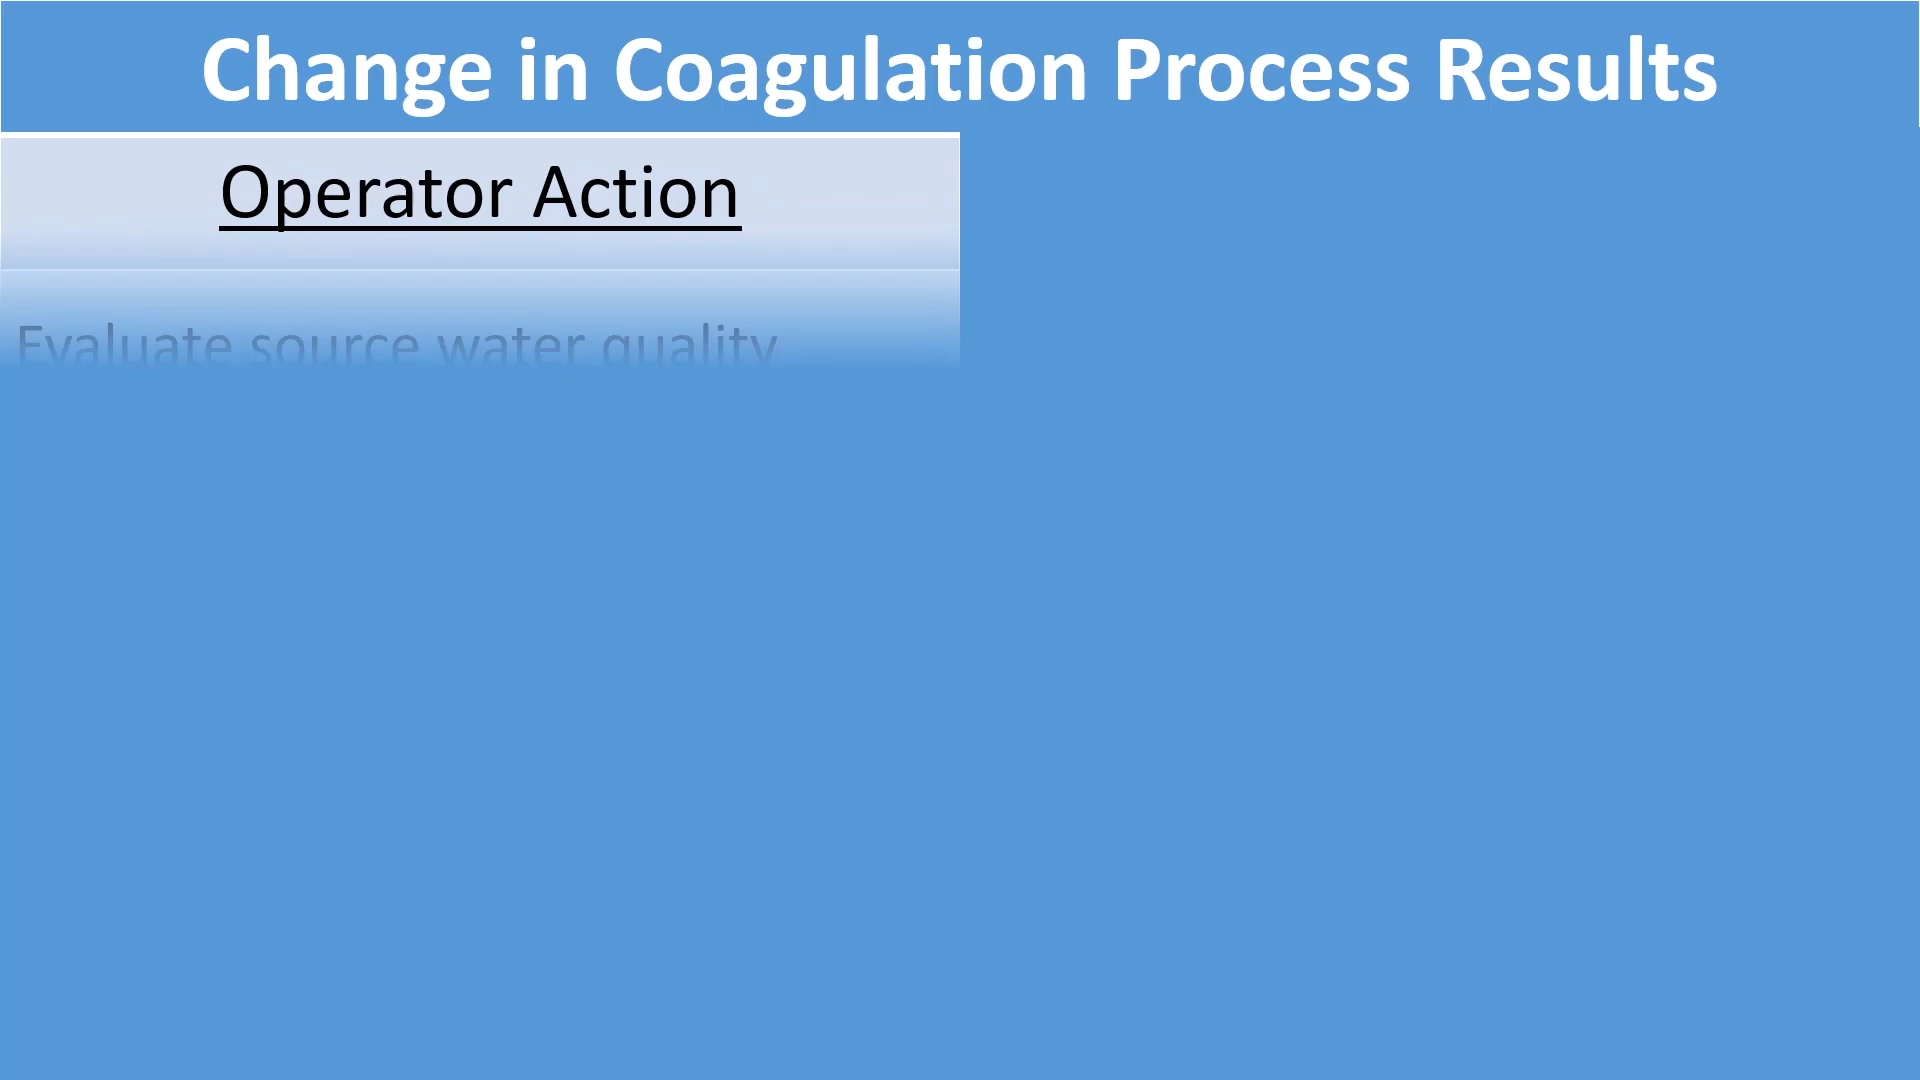 Change in Coagulation Process Results
Operator Action
Evaluate source water quality